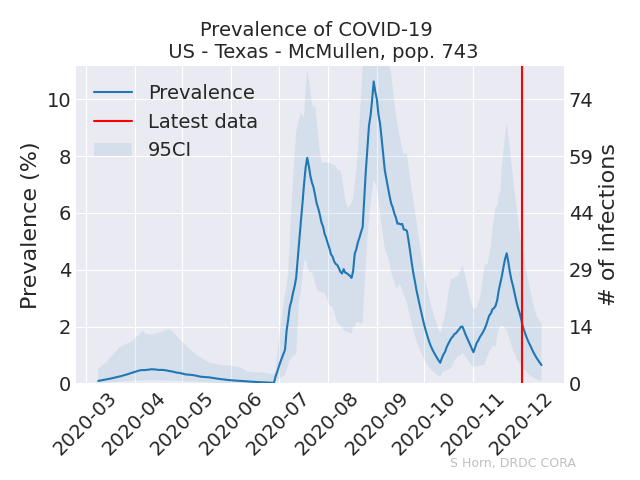 Prevalence of COVID-19
US - Texas - McMullen, pop. 743
Prevalence
Latest data
95CI
Prevalence (%)
10
8
6
4
2
0
# of infections
74
59
44
29
14
0
2020-03
2020-04
2020-05
2020-06
2020-07
2020-08
2020-09
2020-10
2020-11
2020-12
S Horn, DRDC CORA